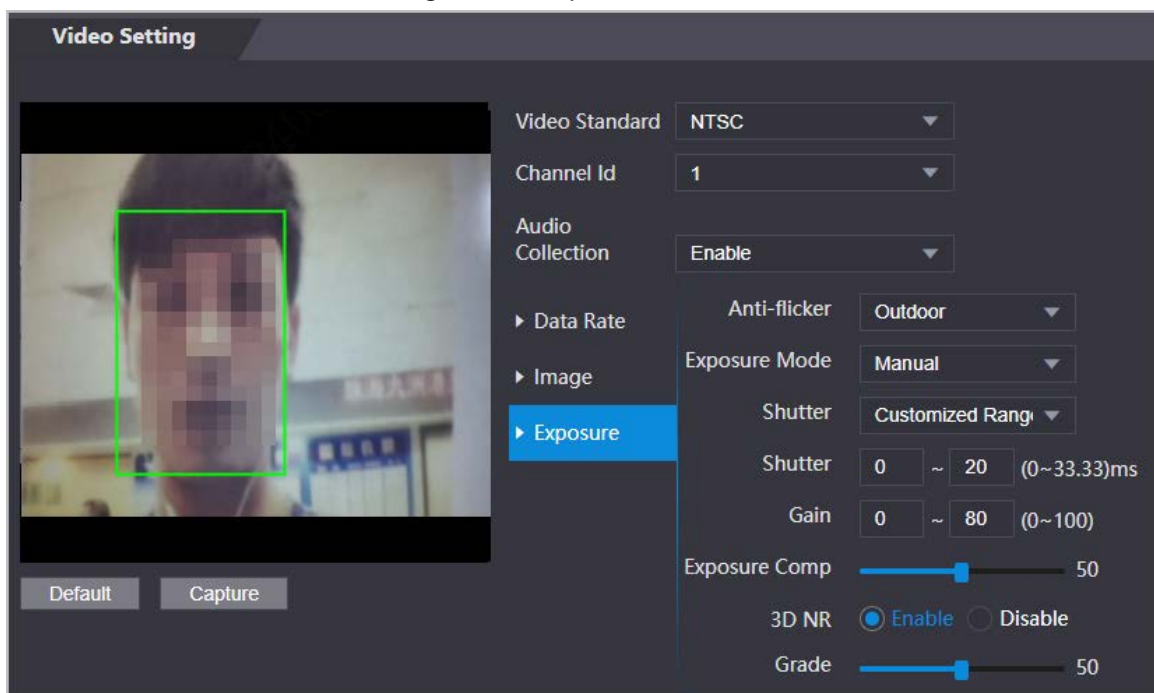 Video Setting
Video Standard NTSC
Channel Id 1
Audio
Collection Enable
Data Rate
Image
Exposure
Anti-flicker Outdoor
Exposure Mode Manual
Shutter Customized Rang
Shutter 0 ~ 20 (0~33.33)ms
Gain 0 ~ 80 (0~100)
Exposure Comp 50
3D NR Enable Disable
Grade 50
Default Capture